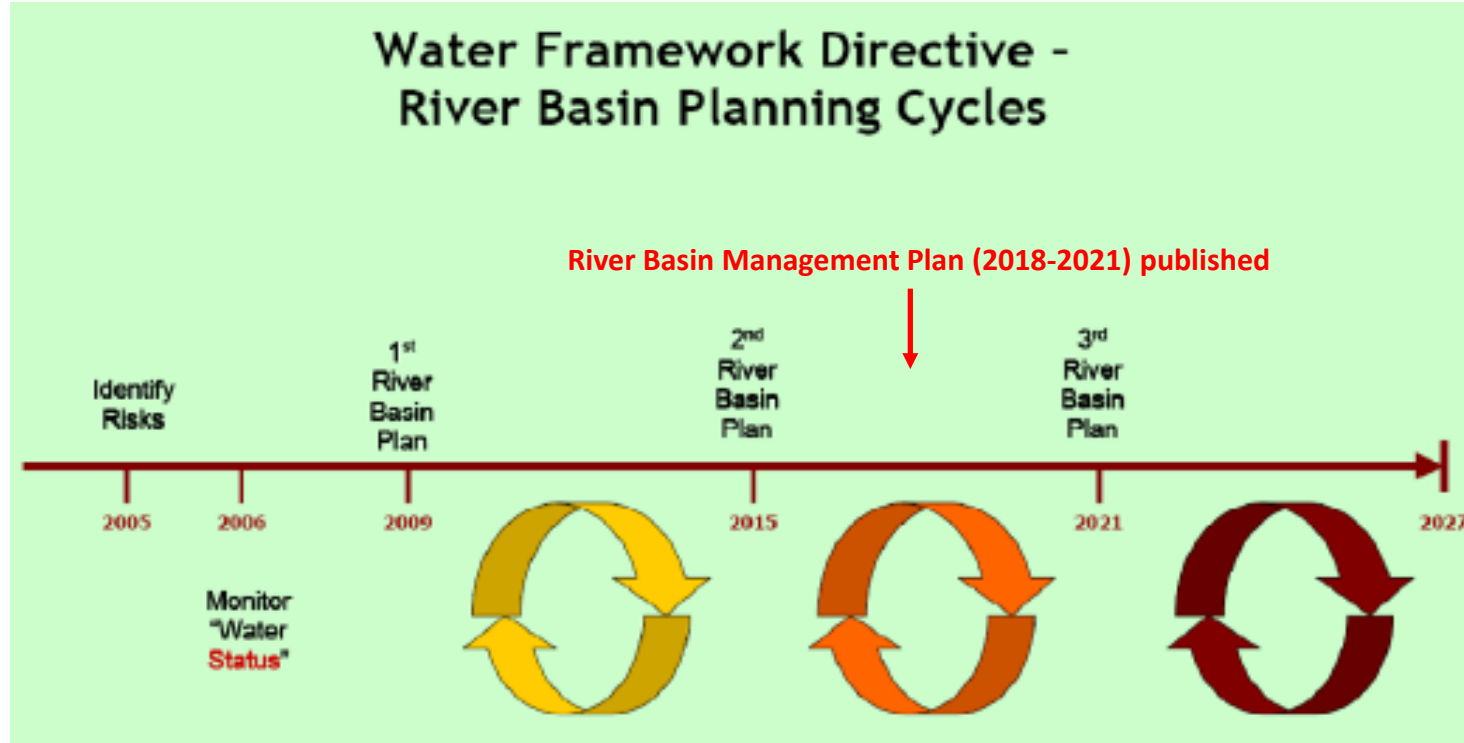 Water Framework Directive –
River Basin Planning Cycles
River Basin Management Plan (2018-2021) published
Identify
Risks
1st
River
Basin
Plan
2nd
River
Basin
Plan
3rd
River
Basin
Plan
2005
2006
2009
2015
2021
2027
Monitor
"Water
Status"